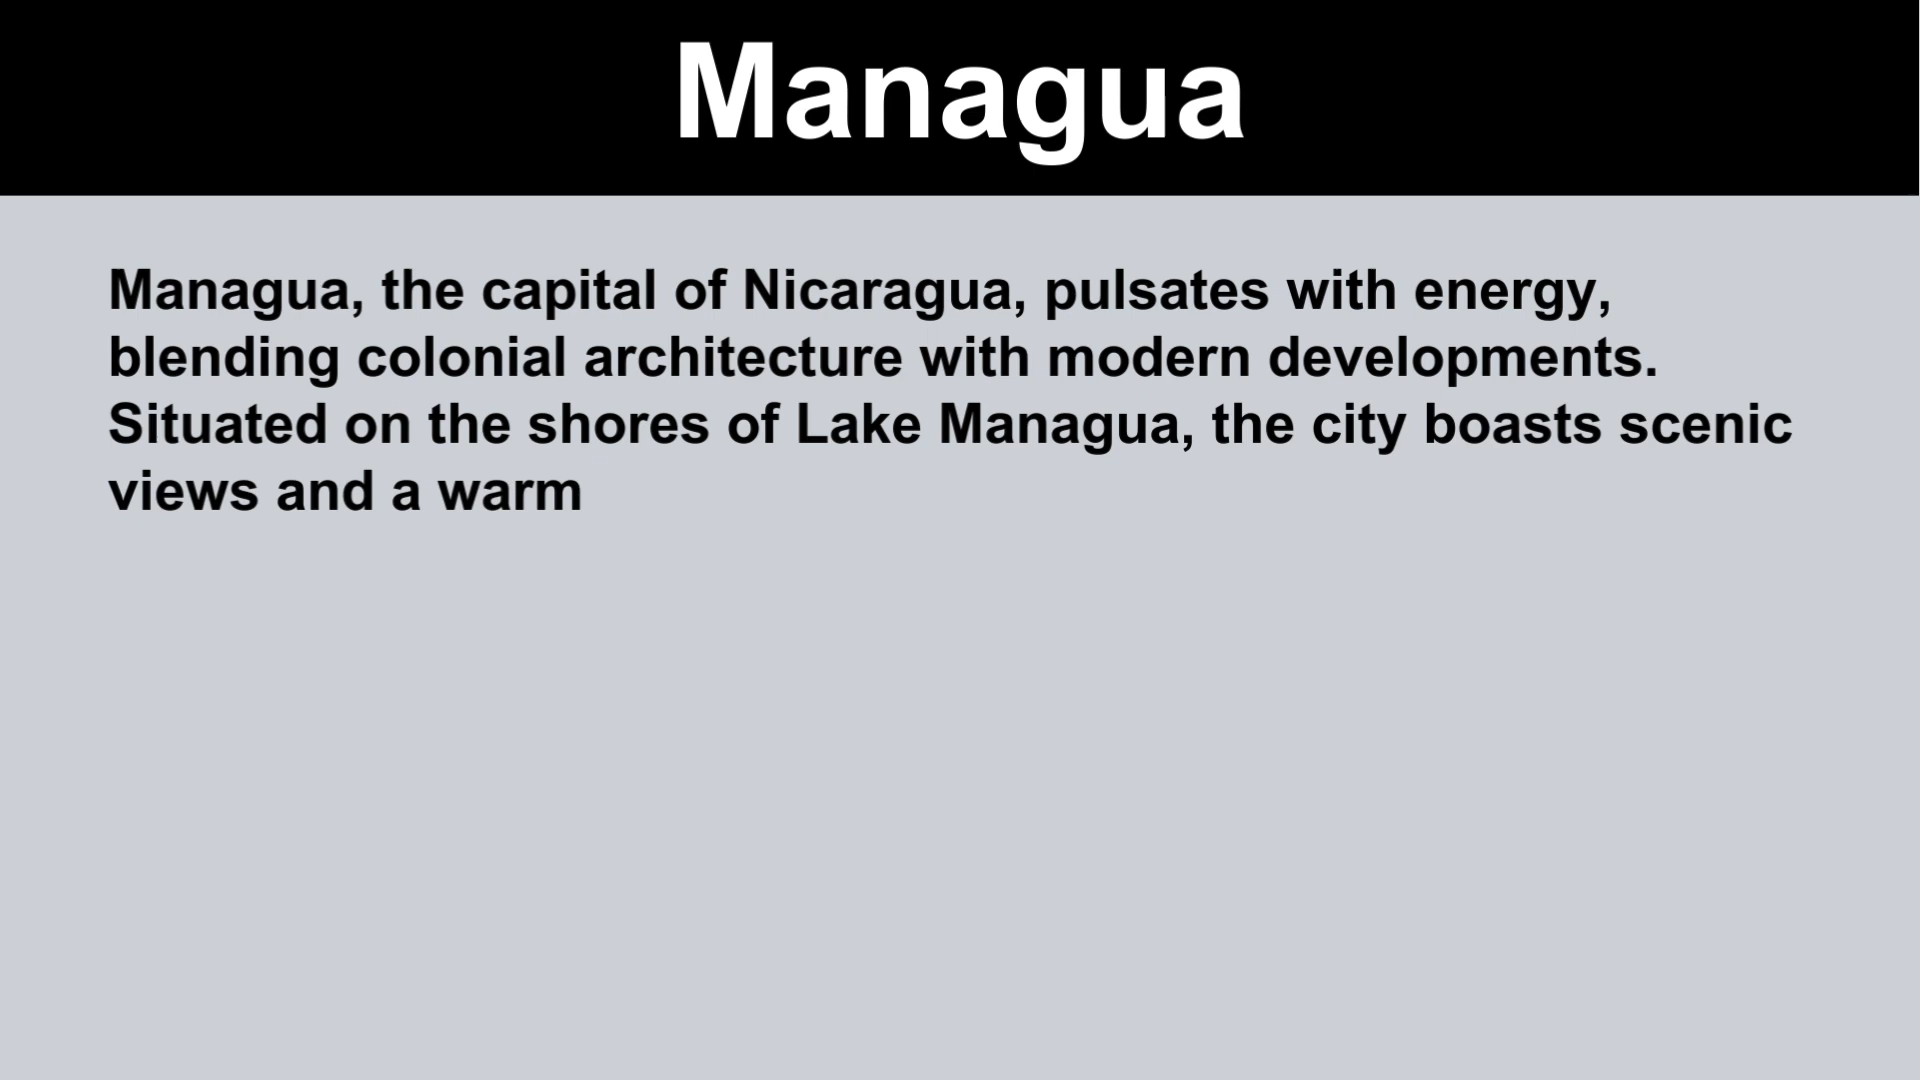 Managua
Managua, the capital of Nicaragua, pulsates with energy,
blending colonial architecture with modern developments.
Situated on the shores of Lake Managua, the city boasts scenic
views and a warm